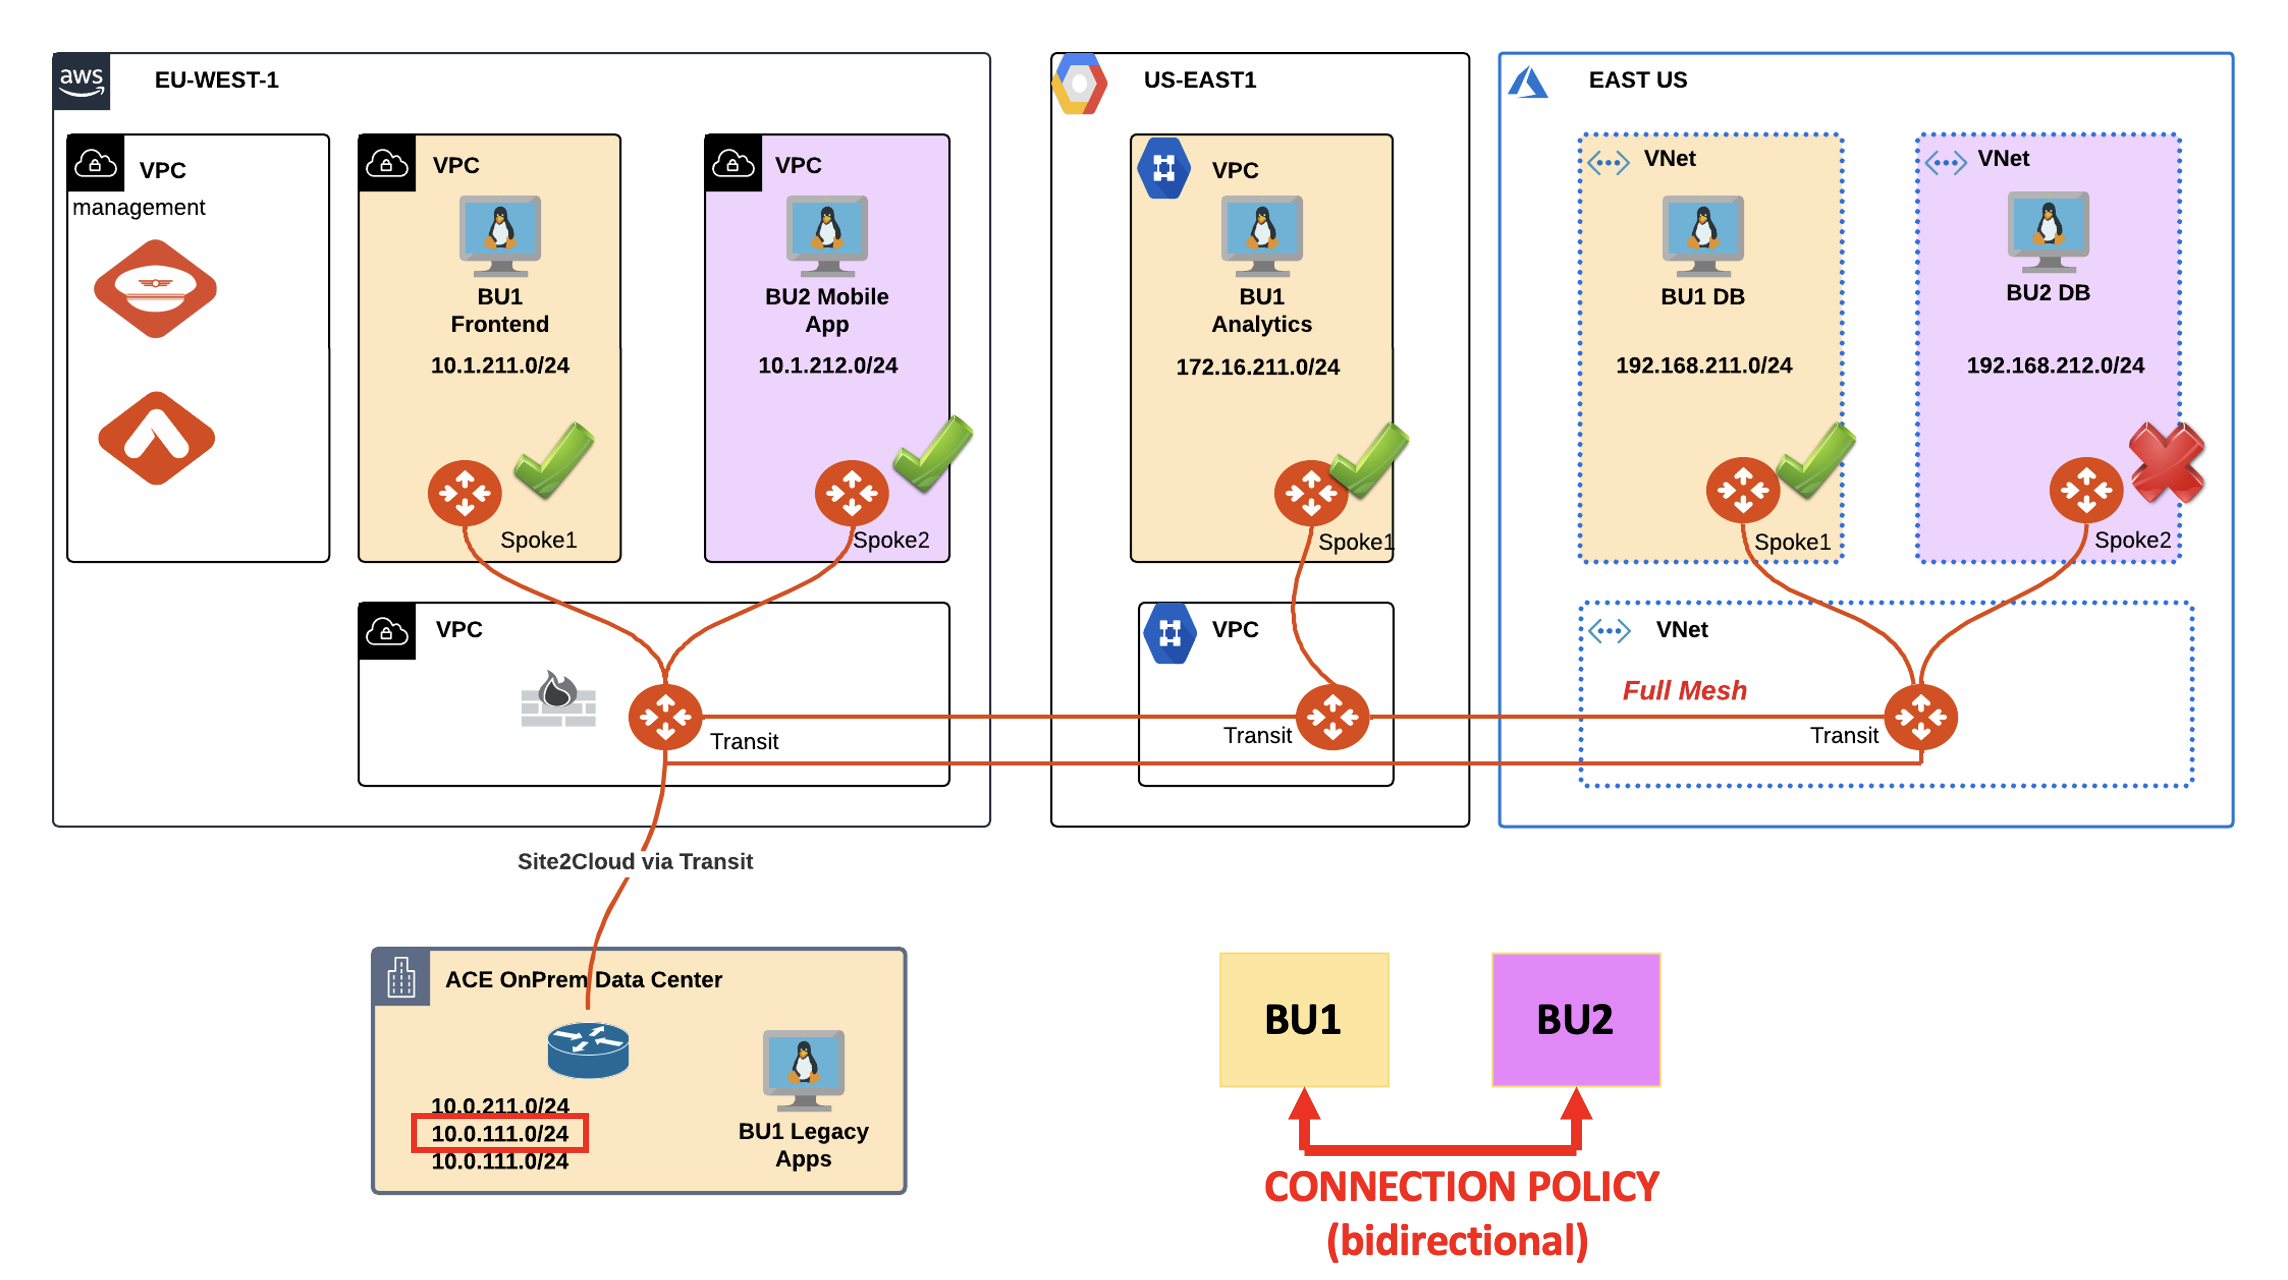 aws
EU-WEST-1
US-EAST1
EAST US
VPC
management
VPC
BU1
Frontend
10.1.211.0/24
Spoke1
VPC
BU2 Mobile
App
10.1.212.0/24
Spoke2
VPC
BU1
Analytics
172.16.211.0/24
Spoke1
VNet
BU1 DB
192.168.211.0/24
Spoke1
VNet
BU2 DB
192.168.212.0/24
Spoke2
VPC
Transit
VPC
Transit
VNet
Full Mesh
Transit
Site2Cloud via Transit
ACE OnPrem Data Center
10.0.211.0/24
10.0.111.0/24
10.0.111.0/24
BU1 Legacy
Apps
BU1
BU2
CONNECTION POLICY
(bidirectional)